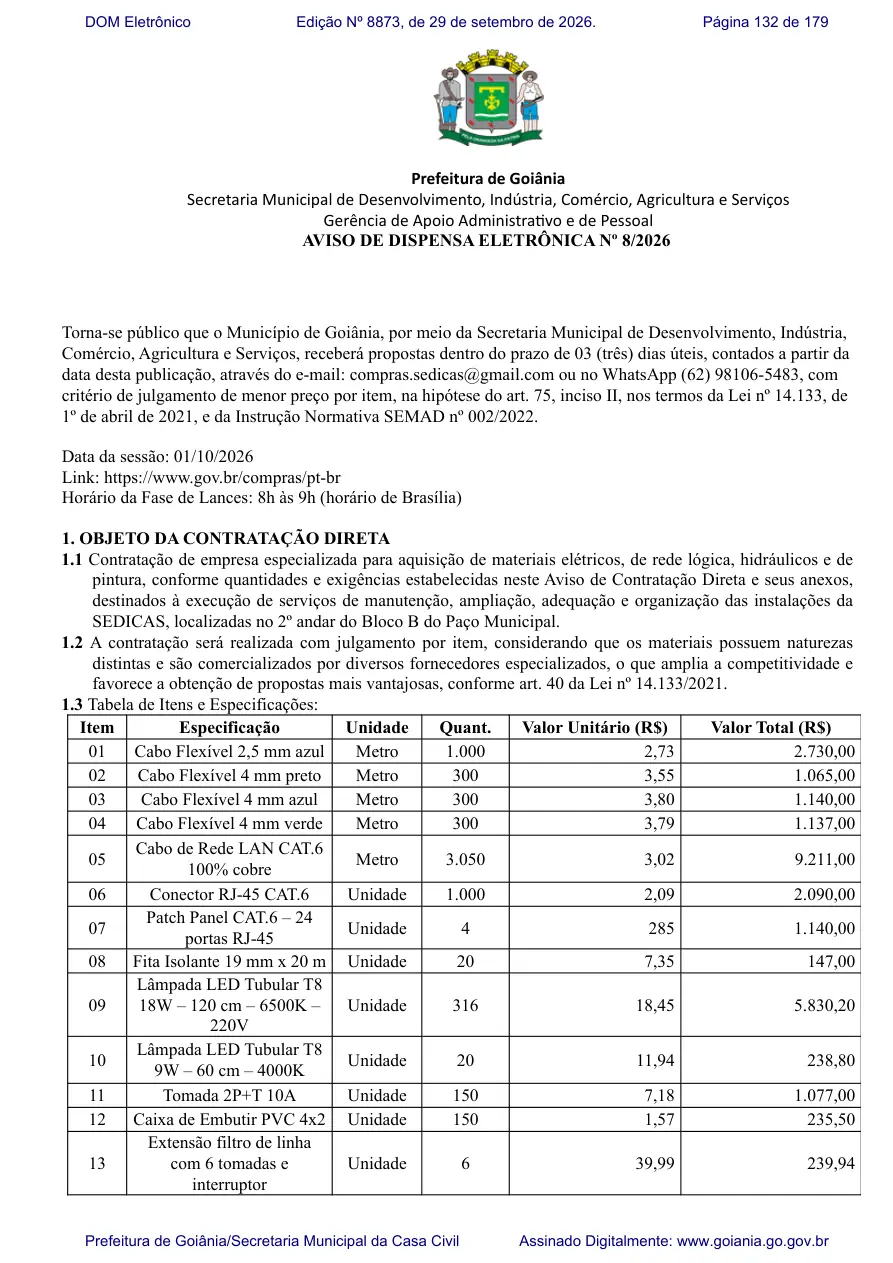 DOM Eletrônico Edição Nº 8873, de 29 de setembro de 2026. Página 132 de 179
PELA GRANDEZA DA PÁTRIA
Prefeitura de Goiânia
Secretaria Municipal de Desenvolvimento, Indústria, Comércio, Agricultura e Serviços
Gerência de Apoio Administrativo e de Pessoal
AVISO DE DISPENSA ELETRÔNICA Nº 8/2026
Torna-se público que o Município de Goiânia, por meio da Secretaria Municipal de Desenvolvimento, Indústria,
Comércio, Agricultura e Serviços, receberá propostas dentro do prazo de 03 (três) dias úteis, contados a partir da
data desta publicação, através do e-mail: compras.sedicas@gmail.com ou no WhatsApp (62) 98106-5483, com
critério de julgamento de menor preço por item, na hipótese do art. 75, inciso II, nos termos da Lei nº 14.133, de
1º de abril de 2021, e da Instrução Normativa SEMAD nº 002/2022.
Data da sessão: 01/10/2026
Link: https://www.gov.br/compras/pt-br
Horário da Fase de Lances: 8h às 9h (horário de Brasília)
1. OBJETO DA CONTRATAÇÃO DIRETA
1.1 Contratação de empresa especializada para aquisição de materiais elétricos, de rede lógica, hidráulicos e de
pintura, conforme quantidades e exigências estabelecidas neste Aviso de Contratação Direta e seus anexos,
destinados à execução de serviços de manutenção, ampliação, adequação e organização das instalações da
SEDICAS, localizadas no 2º andar do Bloco B do Paço Municipal.
1.2 A contratação será realizada com julgamento por item, considerando que os materiais possuem naturezas
distintas e são comercializados por diversos fornecedores especializados, o que amplia a competitividade e
favorece a obtenção de propostas mais vantajosas, conforme art. 40 da Lei nº 14.133/2021.
1.3 Tabela de Itens e Especificações:
Item Especificação Unidade Quant. Valor Unitário (R$) Valor Total (R$)
01 Cabo Flexível 2,5 mm azul Metro 1.000 2,73 2.730,00
02 Cabo Flexível 4 mm preto Metro 300 3,55 1.065,00
03 Cabo Flexível 4 mm azul Metro 300 3,80 1.140,00
04 Cabo Flexível 4 mm verde Metro 300 3,79 1.137,00
05 Cabo de Rede LAN CAT.6
100% cobre Metro 3.050 3,02 9.211,00
06 Conector RJ-45 CAT.6 Unidade 1.000 2,09 2.090,00
07 Patch Panel CAT.6 – 24
portas RJ-45 Unidade 4 285 1.140,00
08 Fita Isolante 19 mm x 20 m Unidade 20 7,35 147,00
09 Lâmpada LED Tubular T8
18W – 120 cm – 6500K –
220V Unidade 316 18,45 5.830,20
10 Lâmpada LED Tubular T8
9W – 60 cm – 4000K Unidade 20 11,94 238,80
11 Tomada 2P+T 10A Unidade 150 7,18 1.077,00
12 Caixa de Embutir PVC 4x2 Unidade 150 1,57 235,50
13 Extensão filtro de linha
com 6 tomadas e
interruptor Unidade 6 39,99 239,94
Prefeitura de Goiânia/Secretaria Municipal da Casa Civil Assinado Digitalmente: www.goiania.go.gov.br